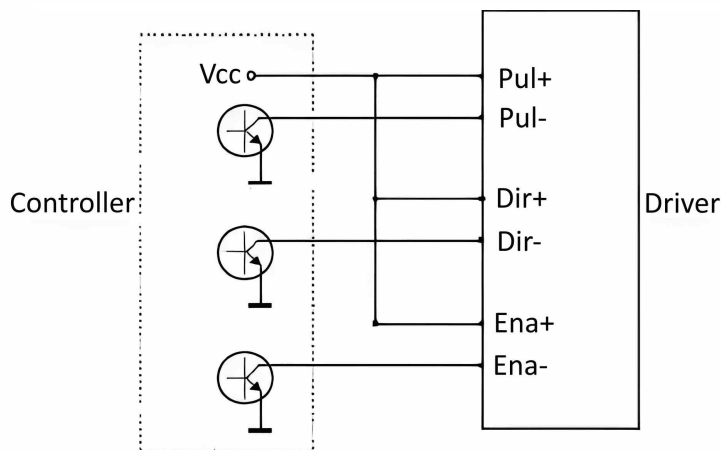 Vcc
Pul+
Pul-
Controller
Dir+
Driver
Dir-
Ena+
Ena-